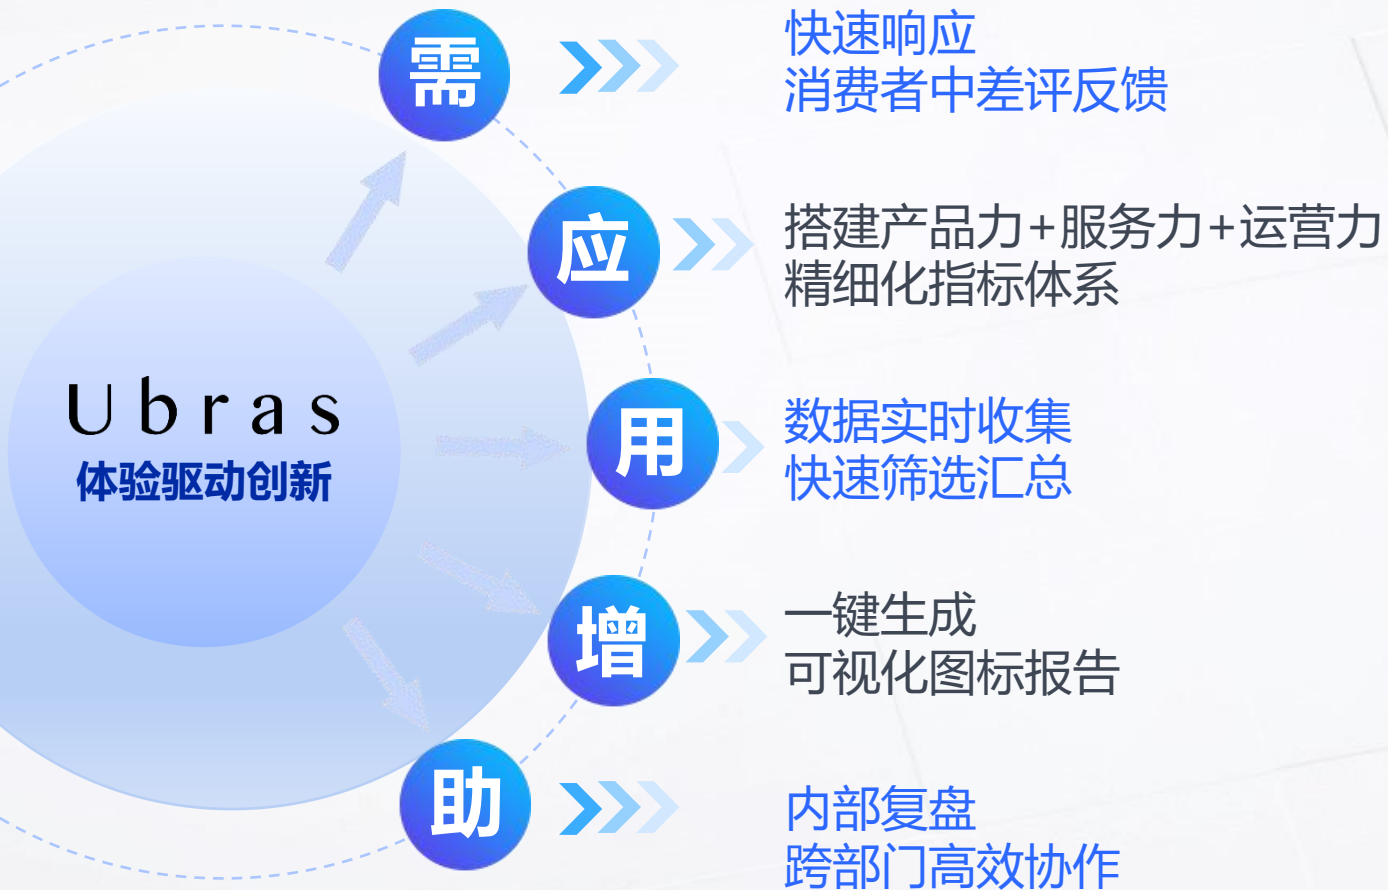 需
快速响应
消费者中差评反馈
应
搭建产品力+服务力+运营力
精细化指标体系
Ubras
体验驱动创新
用
数据实时收集
快速筛选汇总
增
一键生成
可视化图标报告
助
内部复盘
跨部门高效协作